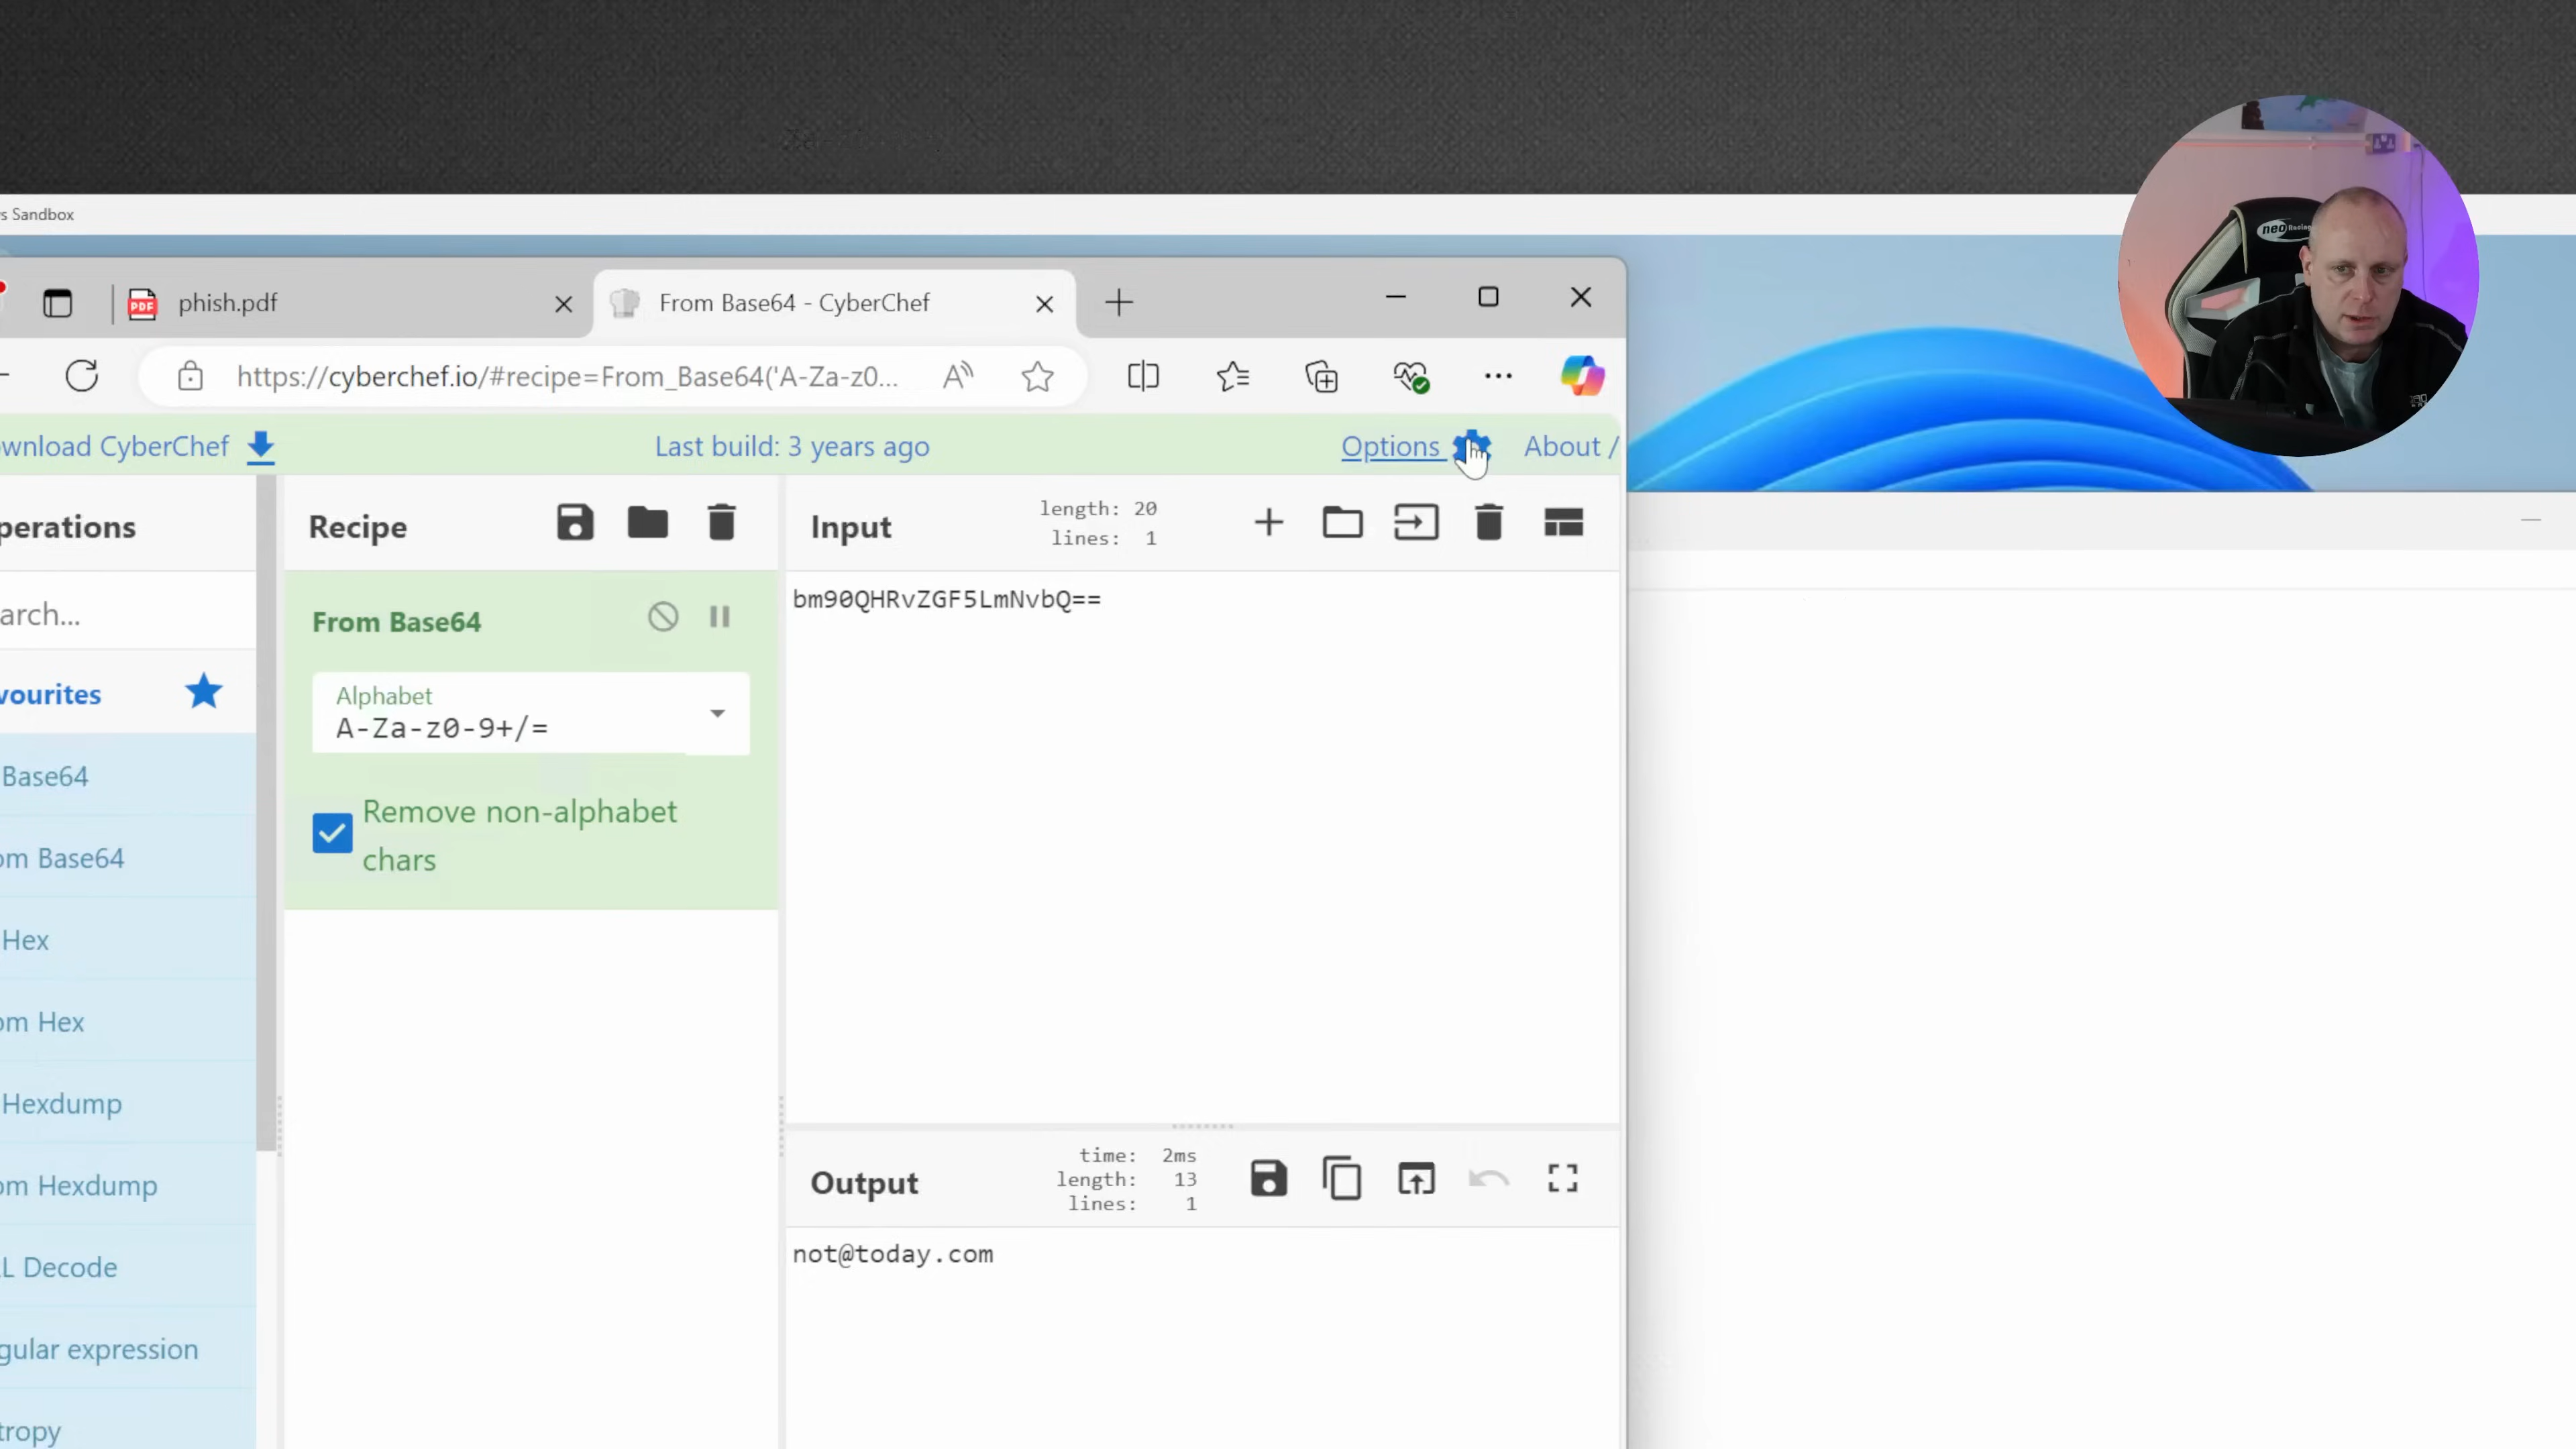 s Sandbox
phish.pdf
From Base64 - CyberChef
https://cyberchef.io/#recipe=From_Base64('A-Za-z0...
wnload CyberChef
Last build: 3 years ago
Options
About /
perations
Recipe
Input
length: 20
lines: 1
arch...
From Base64
bm90QHRvZGF5LmNvbQ==
vourites
Alphabet
A-Za-z0-9+/=
Base64
Remove non-alphabet
chars
om Base64
Hex
om Hex
Hexdump
om Hexdump
Output
time: 2ms
length: 13
lines: 1
L Decode
not@today.com
gular expression
tropy
neo